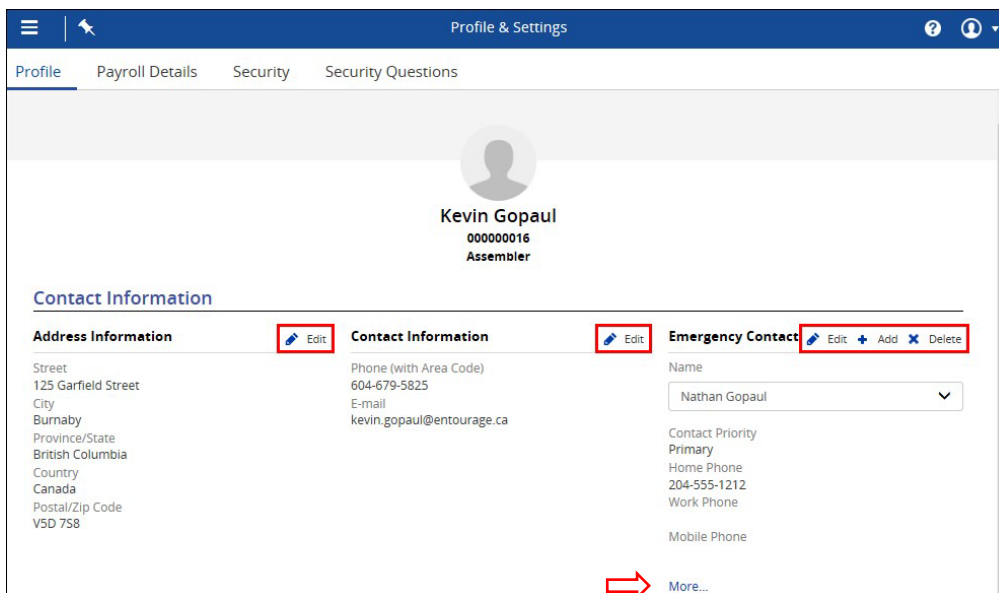 Profile & Settings
Profile Payroll Details Security Security Questions
Kevin Gopaul
000000016
Assembler
Contact Information
Address Information Edit
Street
125 Garfield Street
City
Burnaby
Province/State
British Columbia
Country
Canada
Postal/Zip Code
V5D 7S8
Contact Information Edit
Phone (with Area Code)
604-679-5825
E-mail
kevin.gopaul@entourage.ca
Emergency Contact Edit Add Delete
Name
Nathan Gopaul
Contact Priority
Primary
Home Phone
204-555-1212
Work Phone
Mobile Phone
More...